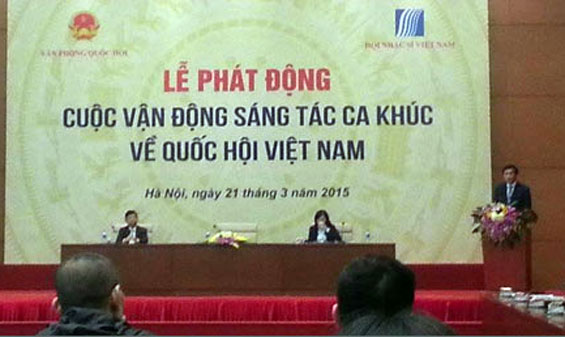 VĂN PHÒNG QUỐC HỘI
HỘI NHẠC SĨ VIỆT NAM
LỄ PHÁT ĐỘNG
CUỘC VẬN ĐỘNG SÁNG TÁC CA KHÚC
VỀ QUỐC HỘI VIỆT NAM
Hà Nội, ngày 21 tháng 3 năm 2015